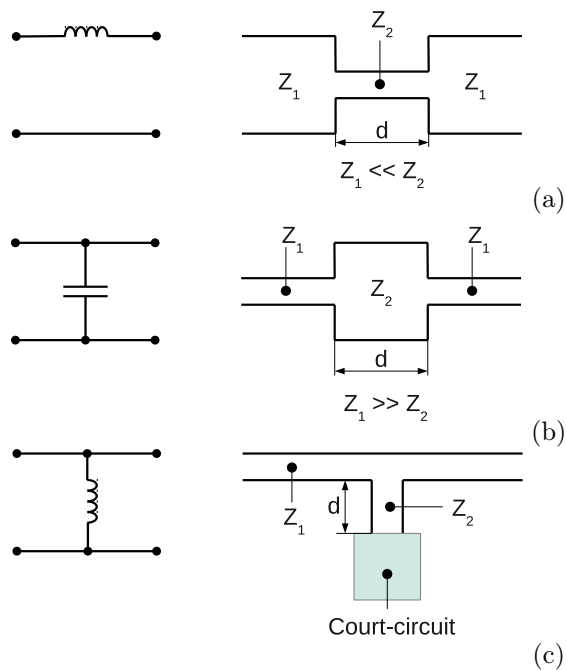 Z₂
Z₁ Z₁
d
Z₁ << Z₂
(a)
Z₁ Z₁
Z₂
d
Z₁ >> Z₂
(b)
d
Z₁ Z₂
Court-circuit
(c)